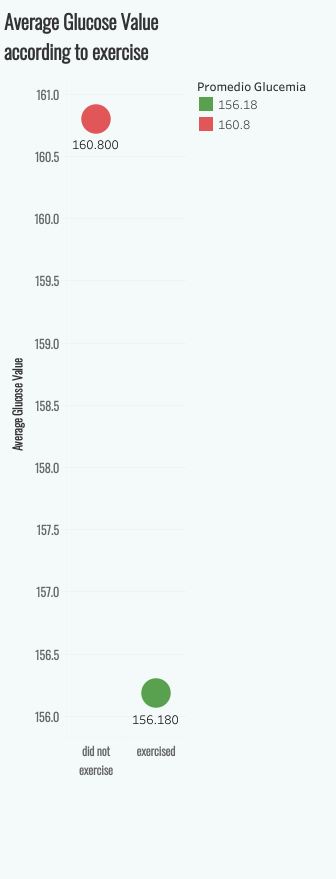 Average Glucose Value
according to exercise
Promedio Glucemia
156.18
160.8
161.0
160.800
160.5
160.0
159.5
159.0
158.5
158.0
157.5
157.0
156.5
156.0
156.180
Average Glucose Value
did not
exercise
exercised